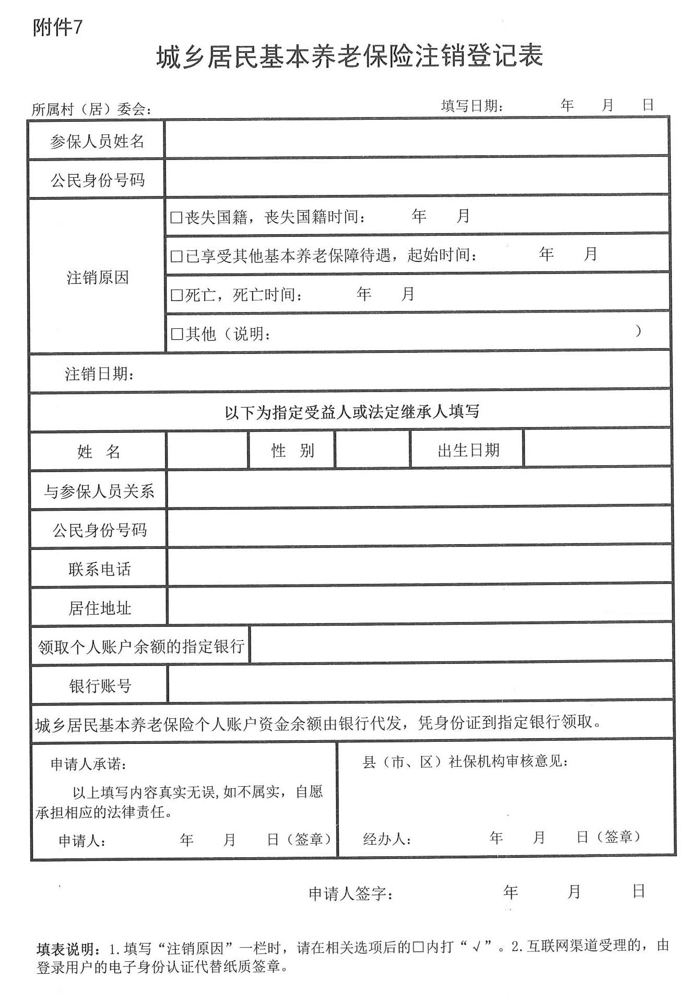 附件7
城乡居民基本养老保险注销登记表
所属村（居）委会： 填写日期： 年 月 日
参保人员姓名
公民身份号码
注销原因
□丧失国籍，丧失国籍时间： 年 月
□已享受其他基本养老保障待遇，起始时间： 年 月
□死亡，死亡时间： 年 月
□其他（说明： ）
注销日期：
以下为指定受益人或法定继承人填写
姓 名 性 别 出生日期
与参保人员关系
公民身份号码
联系电话
居住地址
领取个人账户余额的指定银行
银行账号
城乡居民基本养老保险个人账户资金余额由银行代发，凭身份证到指定银行领取。
申请人承诺：
以上填写内容真实无误,如不属实，自愿
承担相应的法律责任。
申请人： 年 月 日（签章）
县（市、区）社保机构审核意见：
经办人： 年 月 日（签章）
申请人签字： 年 月 日
填表说明：1.填写“注销原因”一栏时，请在相关选项后的□内打“√”。2.互联网渠道受理的，由
登录用户的电子身份认证代替纸质签章。